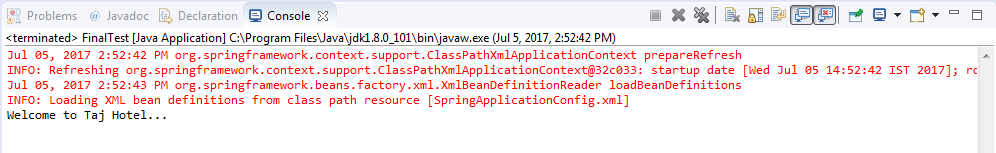 Problems @ Javadoc Declaration Console
<terminated> FinalTest [Java Application] C:\Program Files\Java\jdk1.8.0_101\bin\javaw.exe (Jul 5, 2017, 2:52:42 PM)
Jul 05, 2017 2:52:42 PM org.springframework.context.support.ClassPathXmlApplicationContext prepareRefresh
INFO: Refreshing org.springframework.context.support.ClassPathXmlApplicationContext@32c033: startup date [Wed Jul 05 14:52:42 IST 2017]; ro
Jul 05, 2017 2:52:43 PM org.springframework.beans.factory.xml.XmlBeanDefinitionReader loadBeanDefinitions
INFO: Loading XML bean definitions from class path resource [SpringApplicationConfig.xml]
Welcome to Taj Hotel...